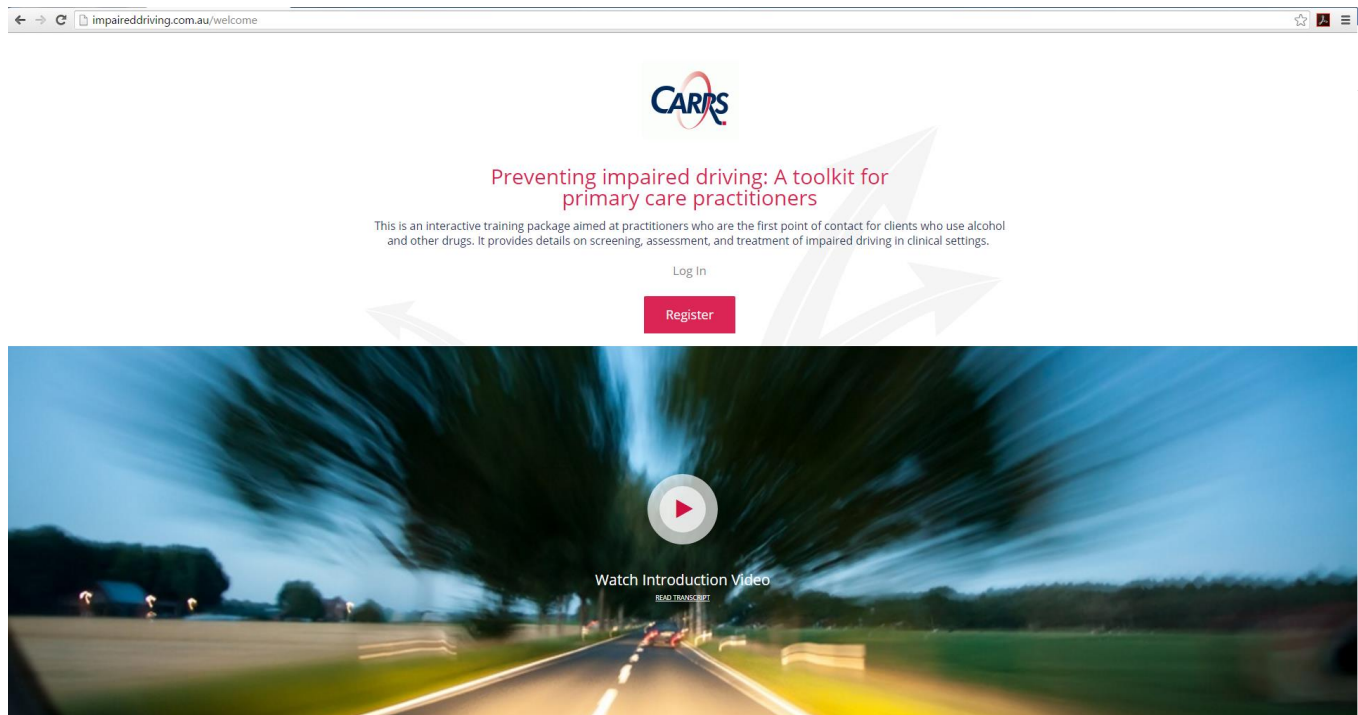 impaireddriving.com.au/welcome
CARRS
Preventing impaired driving: A toolkit for
primary care practitioners
This is an interactive training package aimed at practitioners who are the first point of contact for clients who use alcohol
and other drugs. It provides details on screening, assessment, and treatment of impaired driving in clinical settings.
Log In
Register
Watch Introduction Video
READ TRANSCRIPT